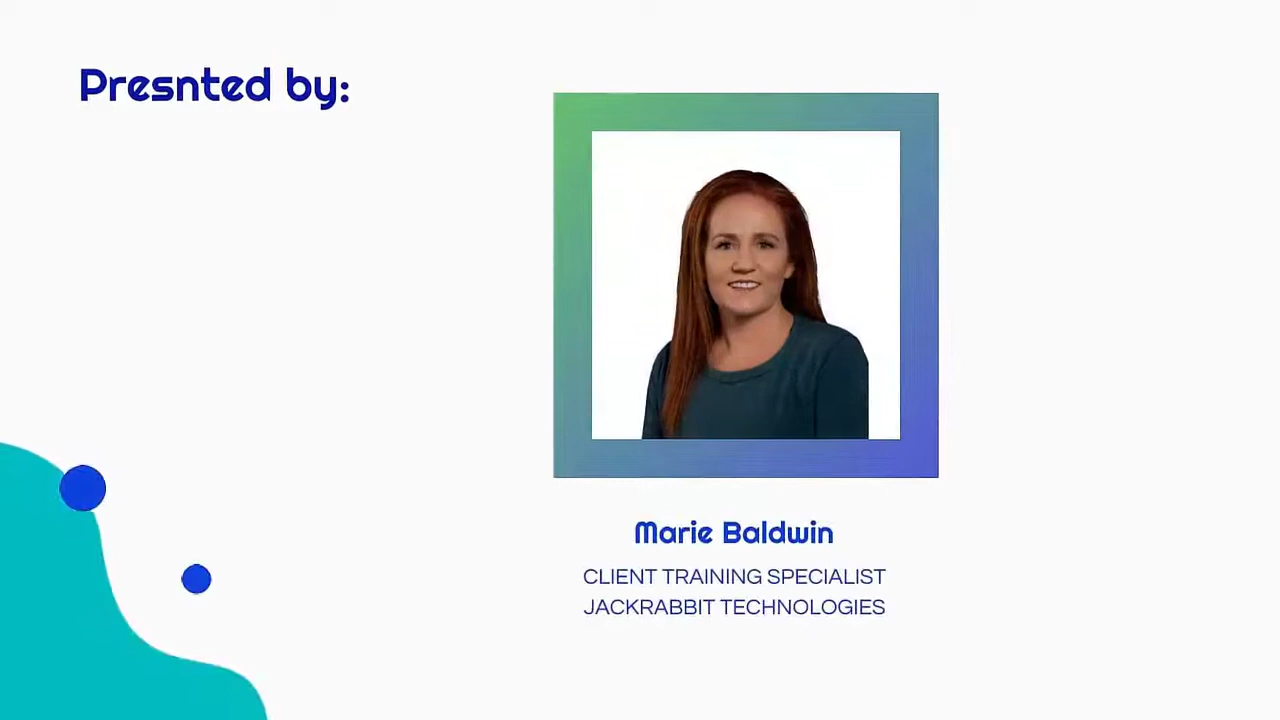 Presnted by:
Marie Baldwin
CLIENT TRAINING SPECIALIST
JACKRABBIT TECHNOLOGIES